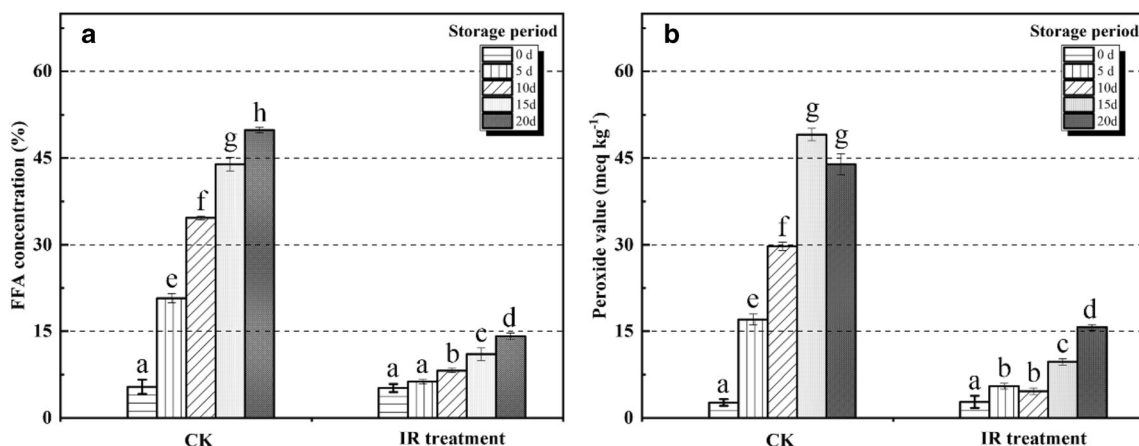 a
Storage period
0 d
5 d
10d
15d
20d
60
45
30
15
0
FFA concentration (%)
a
e
f
g
h
a
a
b
c
d
CK
IR treatment
b
Storage period
0 d
5 d
10d
15d
20d
60
45
30
15
0
Peroxide value (meq kg⁻¹)
a
e
f
g
g
a
b
b
c
d
CK
IR treatment